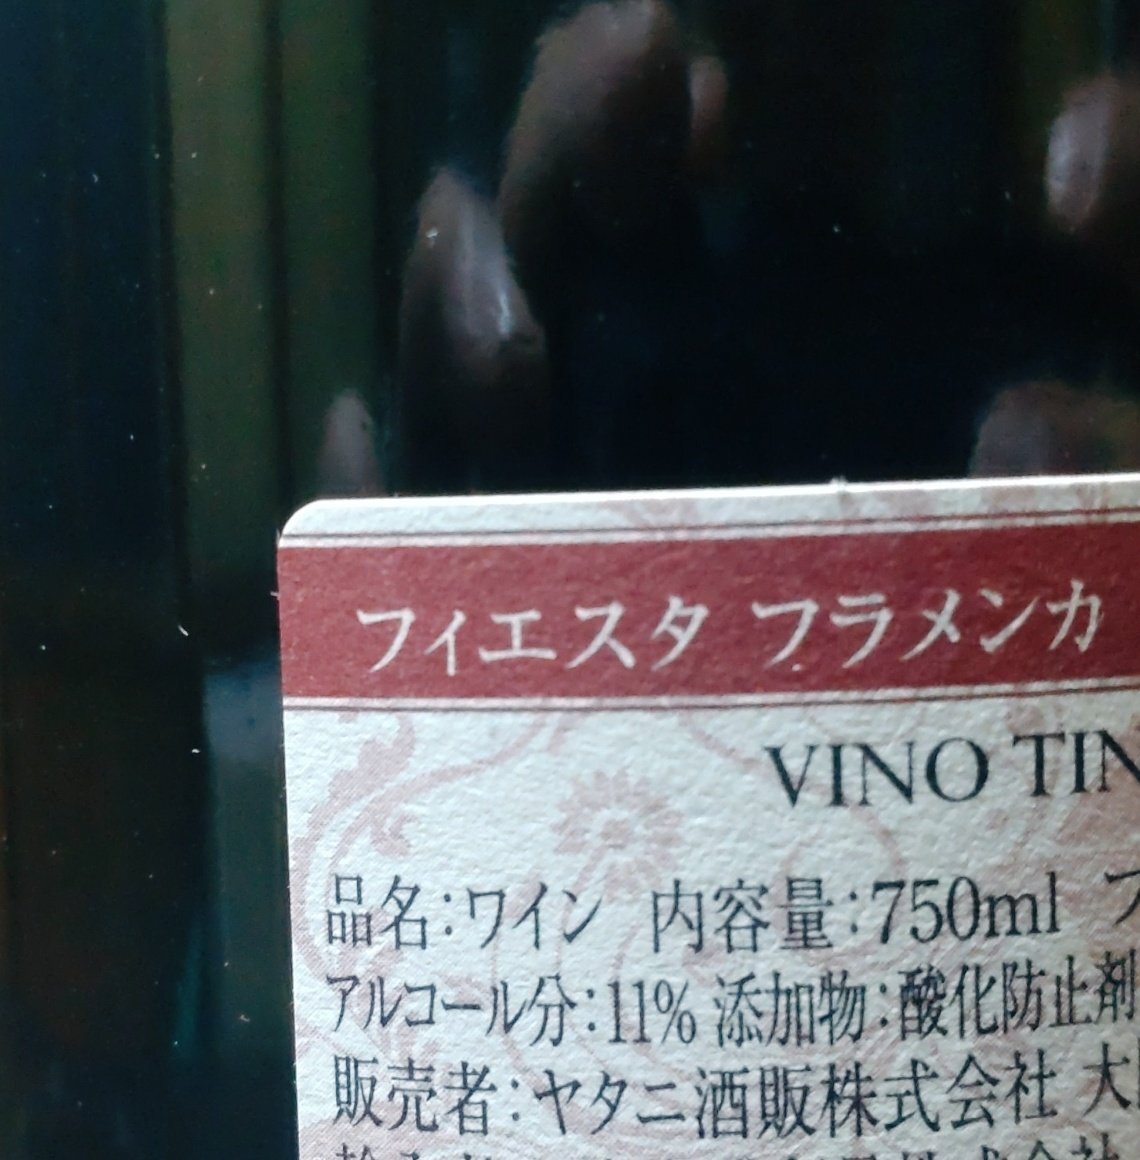 フィエスタ フラメンカ
VINO TIN
品名:ワイン 内容量:750ml フ
アルコール分:11% 添加物:酸化防止剤
販売者:ヤタニ酒販株式会社 大